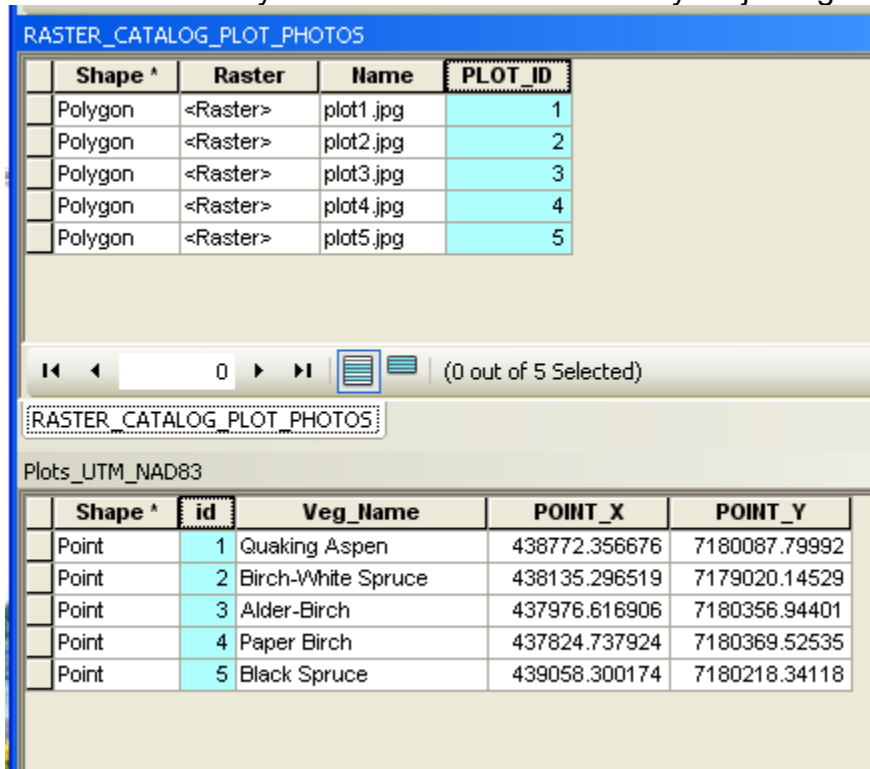 RASTER_CATALOG_PLOT_PHOTOS
Shape * Raster Name PLOT_ID
Polygon <Raster> plot1.jpg 1
Polygon <Raster> plot2.jpg 2
Polygon <Raster> plot3.jpg 3
Polygon <Raster> plot4.jpg 4
Polygon <Raster> plot5.jpg 5
0 (0 out of 5 Selected)
RASTER_CATALOG_PLOT_PHOTOS
Plots_UTM_NAD83
Shape * id Veg_Name POINT_X POINT_Y
Point 1 Quaking Aspen 438772.356676 7180087.79992
Point 2 Birch-White Spruce 438135.296519 7179020.14529
Point 3 Alder-Birch 437976.616906 7180356.94401
Point 4 Paper Birch 437824.737924 7180369.52535
Point 5 Black Spruce 439058.300174 7180218.34118